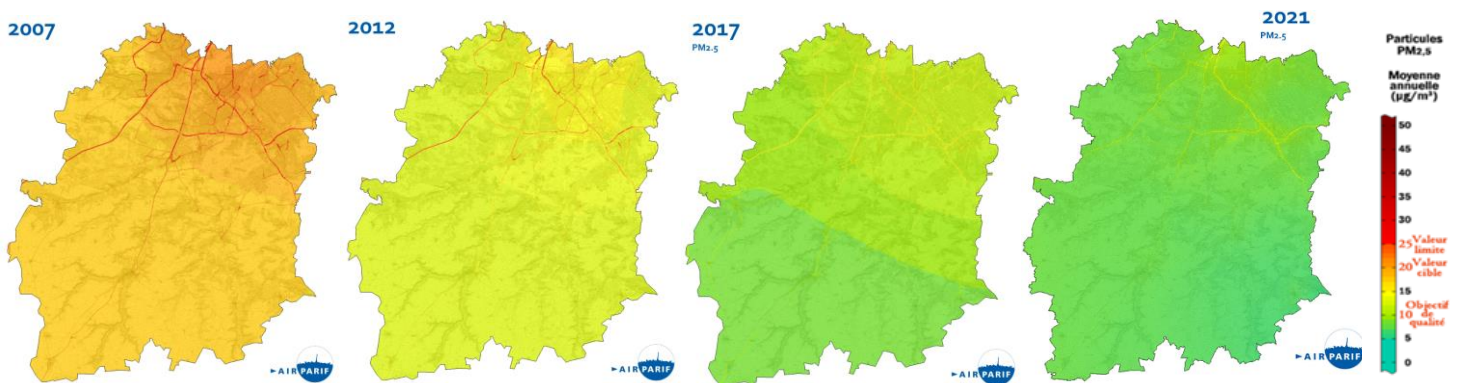 2007
2012
2017
PM2.5
2021
PM2.5
Particules
PM2,5
Moyenne
annuelle
(µg/m³)
50
45
40
35
30
25 Valeur
limite
20 Valeur
cible
15
Objectif
10 de
qualité
5
0
AIRPARIF
AIRPARIF
AIRPARIF
AIRPARIF